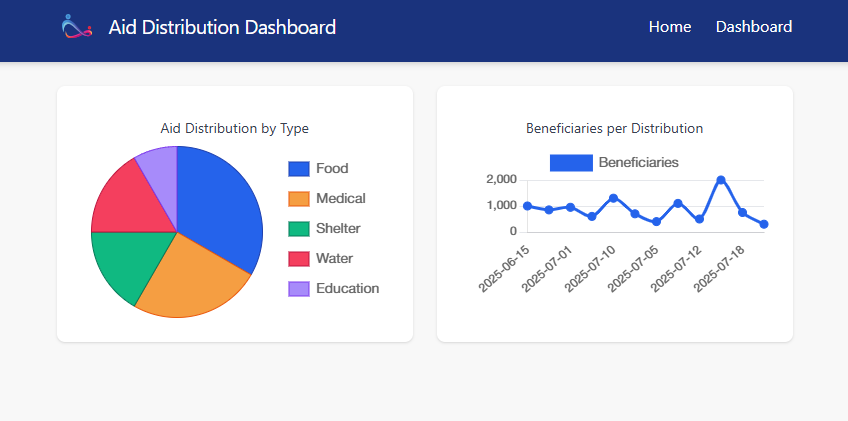 Aid Distribution Dashboard
Home
Dashboard
Aid Distribution by Type
Food
Medical
Shelter
Water
Education
Beneficiaries per Distribution
Beneficiaries
2,000
1,000
0
2025-06-15
2025-07-01
2025-07-10
2025-07-05
2025-07-12
2025-07-18